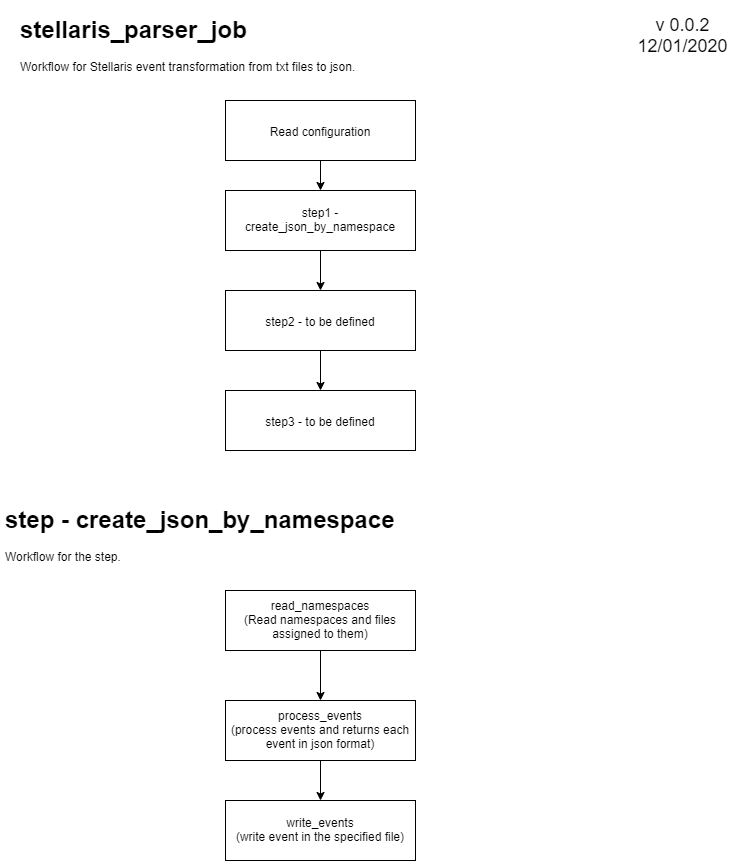 stellaris_parser_job
v 0.0.2
12/01/2020
Workflow for Stellaris event transformation from txt files to json.
Read configuration
step1 -
create_json_by_namespace
step2 - to be defined
step3 - to be defined
step - create_json_by_namespace
Workflow for the step.
read_namespaces
(Read namespaces and files
assigned to them)
process_events
(process events and returns each
event in json format)
write_events
(write event in the specified file)